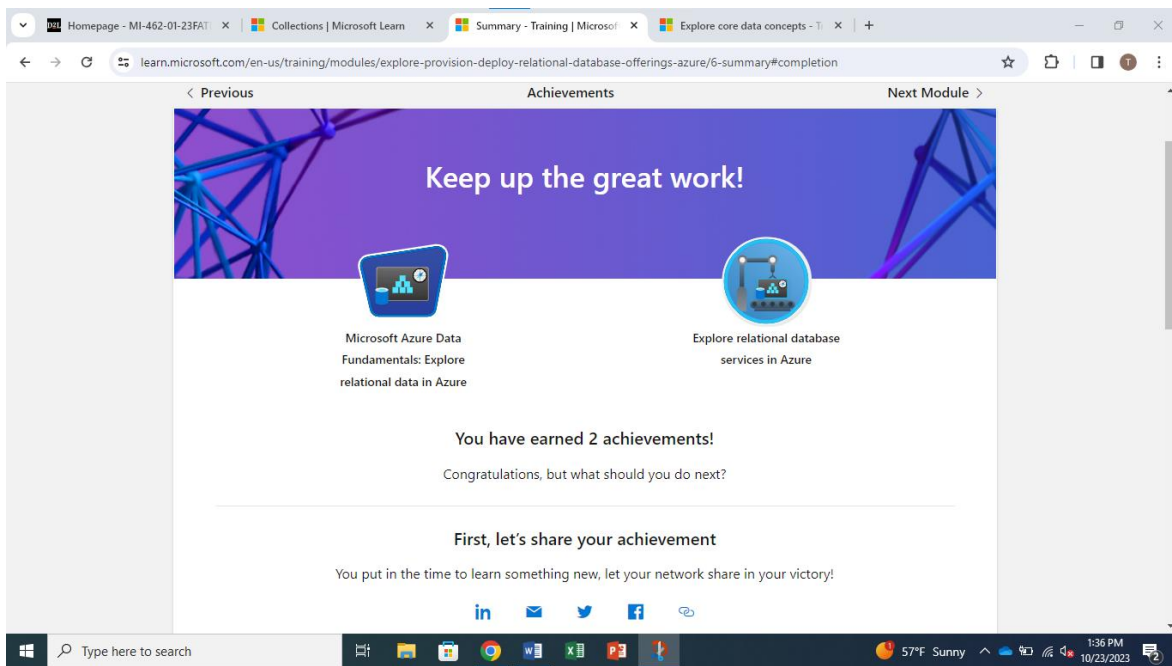 Homepage - MI-462-01-23FAT
Collections | Microsoft Learn
Summary - Training | Microsof
Explore core data concepts - T
learn.microsoft.com/en-us/training/modules/explore-provision-deploy-relational-database-offerings-azure/6-summary#completion
T
< Previous
Achievements
Next Module >
Keep up the great work!
Microsoft Azure Data
Fundamentals: Explore
relational data in Azure
Explore relational database
services in Azure
You have earned 2 achievements!
Congratulations, but what should you do next?
First, let's share your achievement
You put in the time to learn something new, let your network share in your victory!
Type here to search
57°F Sunny
1:36 PM
10/23/2023
2